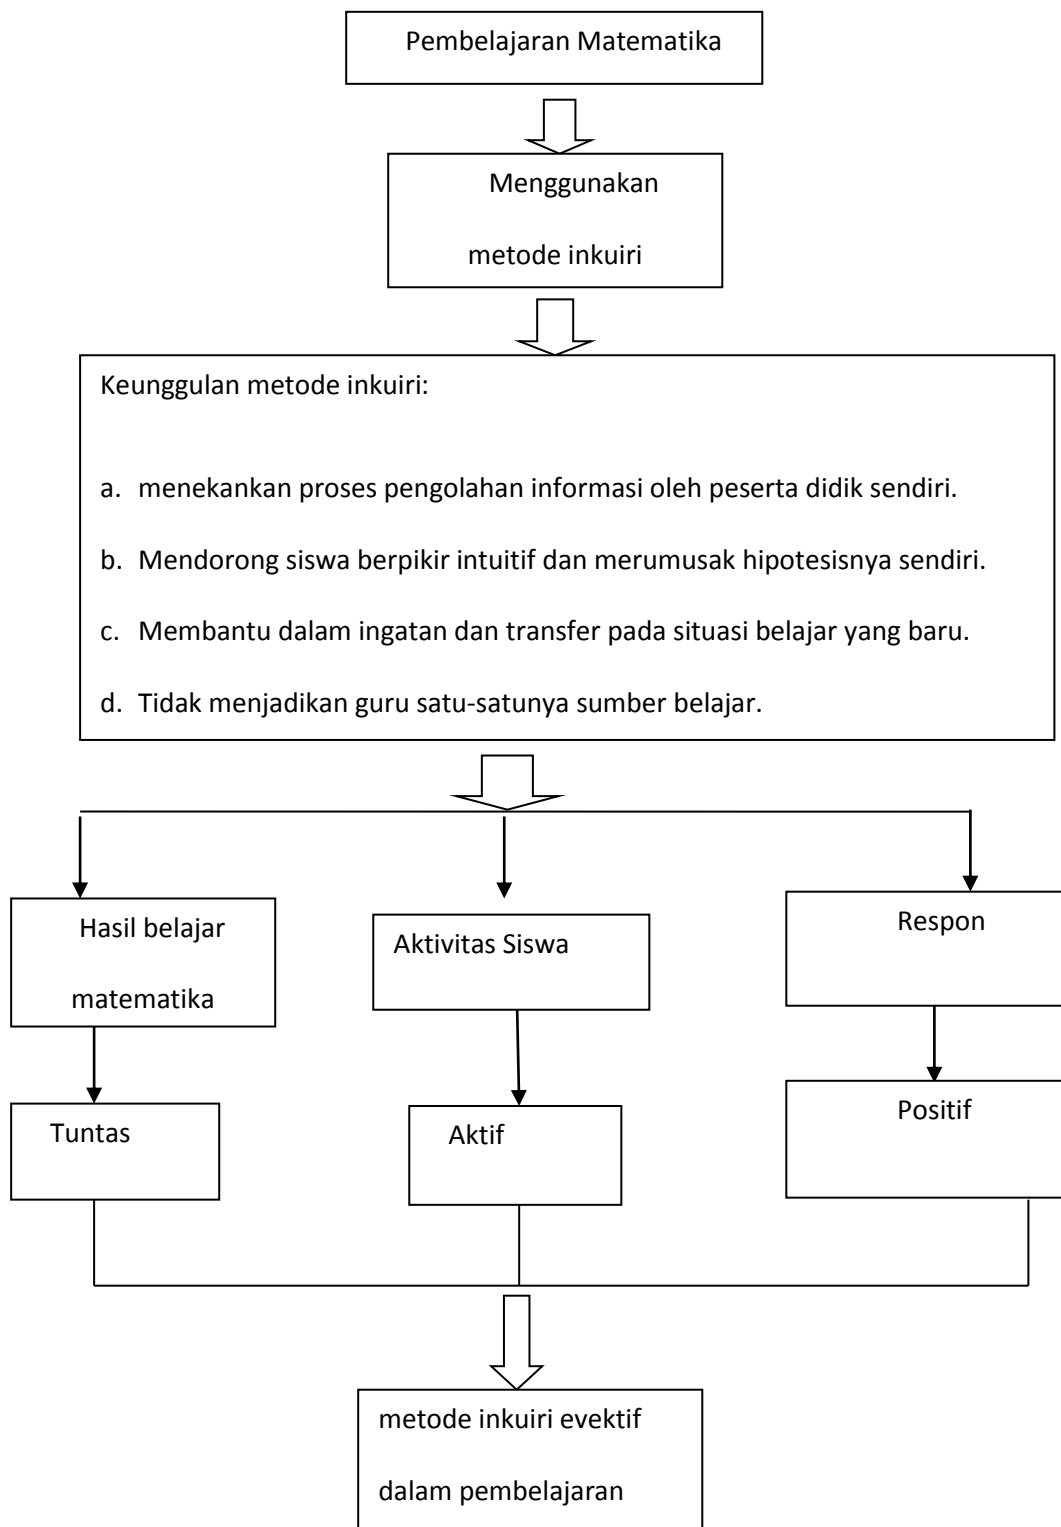 Pembelajaran Matematika
Menggunakan
metode inkuiri
Keunggulan metode inkuiri:
a. menekankan proses pengolahan informasi oleh peserta didik sendiri.
b. Mendorong siswa berpikir intuitif dan merumusak hipotesisnya sendiri.
c. Membantu dalam ingatan dan transfer pada situasi belajar yang baru.
d. Tidak menjadikan guru satu-satunya sumber belajar.
Hasil belajar
matematika
Aktivitas Siswa
Respon
Tuntas
Aktif
Positif
metode inkuiri evektif
dalam pembelajaran